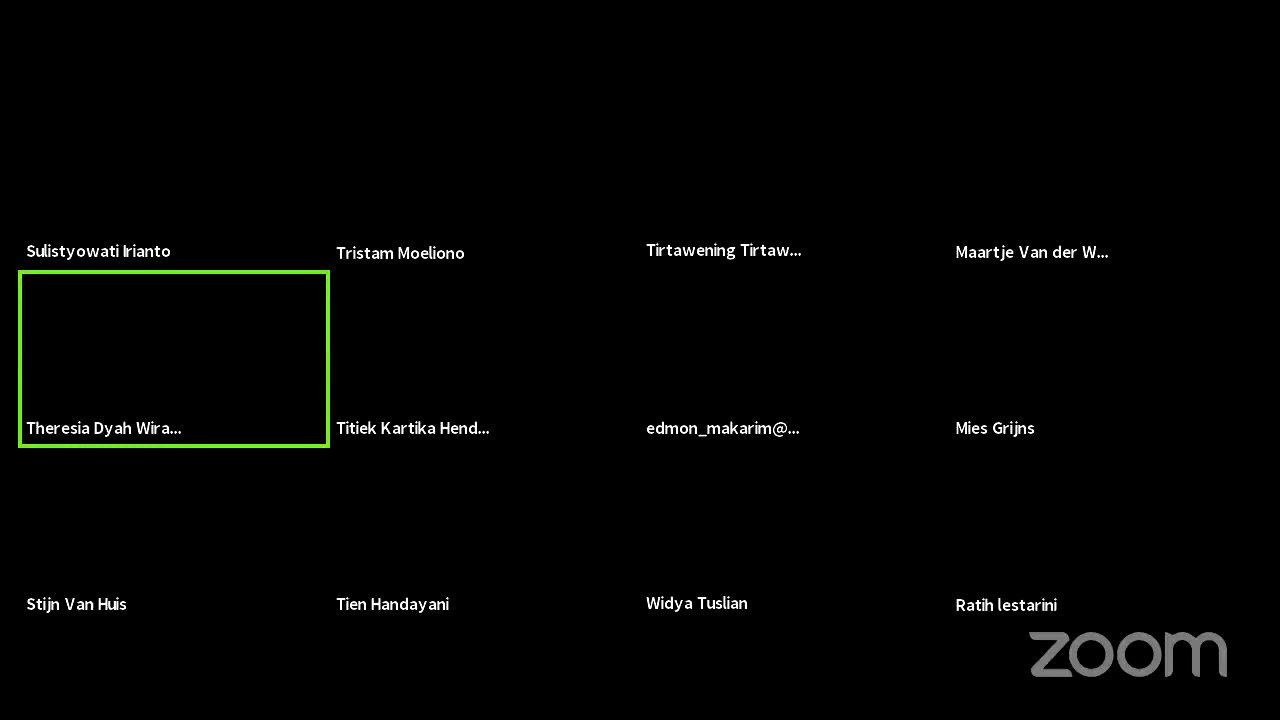 Sulistyowati Irianto
Tristam Moeliono
Tirtawening Tirtaw...
Maartje Van der W...
Theresia Dyah Wira...
Titiek Kartika Hend...
edmon_makarim@...
Mies Grijns
Stijn Van Huis
Tien Handayani
Widya Tuslian
Ratih lestarini
zoom